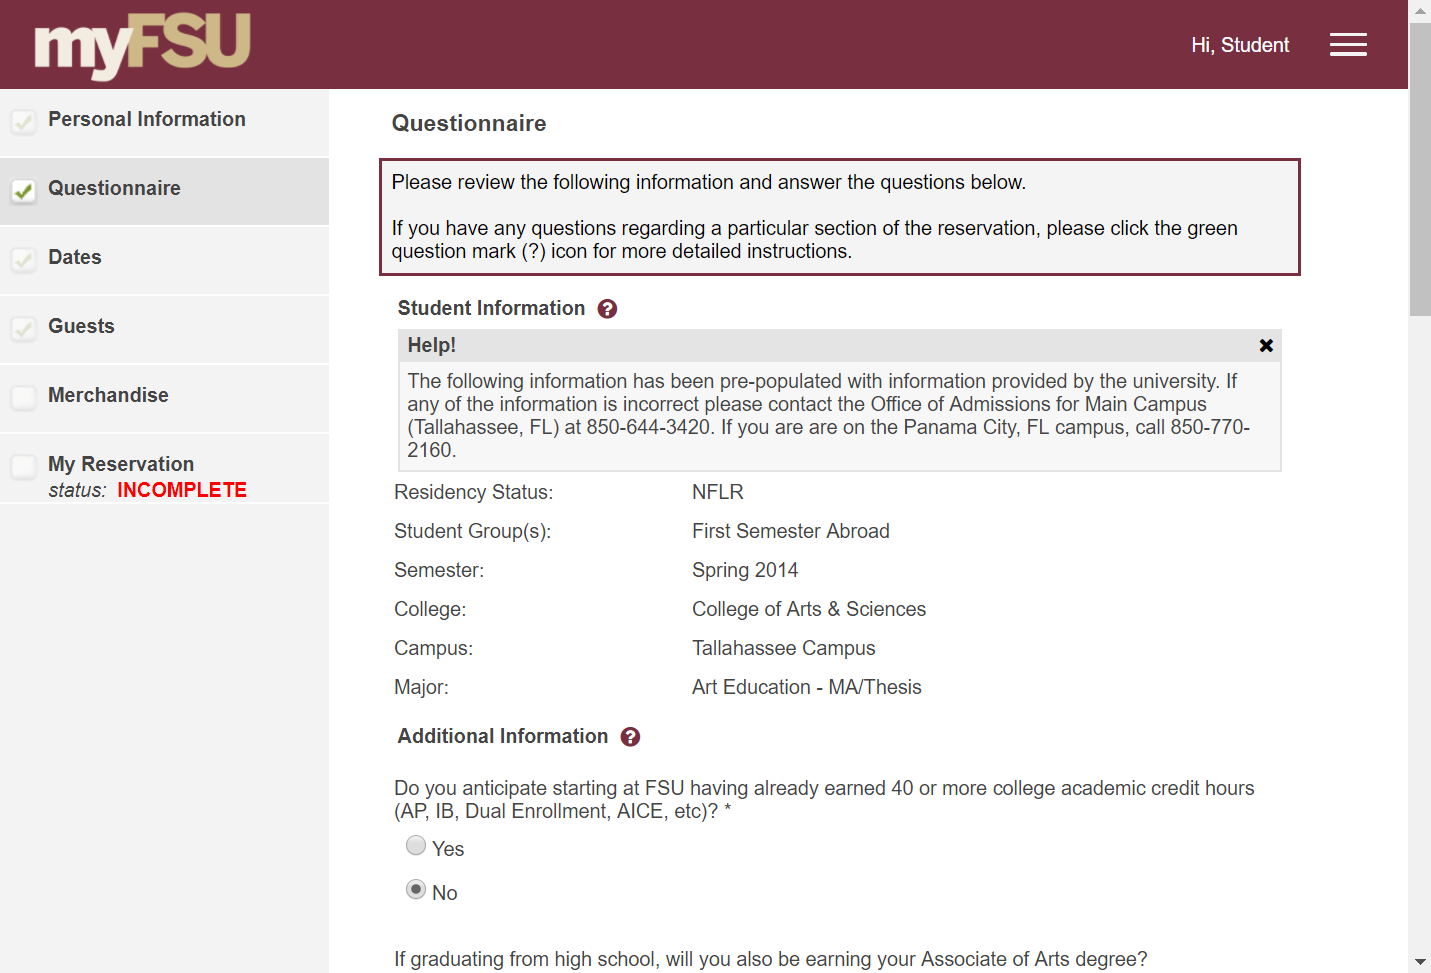 myFSU
Hi, Student
Personal Information
Questionnaire
Dates
Guests
Merchandise
My Reservation
status: INCOMPLETE
Questionnaire
Please review the following information and answer the questions below.
If you have any questions regarding a particular section of the reservation, please click the green
question mark (?) icon for more detailed instructions.
Student Information ?
Help!
The following information has been pre-populated with information provided by the university. If
any of the information is incorrect please contact the Office of Admissions for Main Campus
(Tallahassee, FL) at 850-644-3420. If you are are on the Panama City, FL campus, call 850-770-
2160.
Residency Status: NFLR
Student Group(s): First Semester Abroad
Semester: Spring 2014
College: College of Arts & Sciences
Campus: Tallahassee Campus
Major: Art Education - MA/Thesis
Additional Information ?
Do you anticipate starting at FSU having already earned 40 or more college academic credit hours
(AP, IB, Dual Enrollment, AICE, etc)? *
Yes
No
If graduating from high school, will you also be earning your Associate of Arts degree?